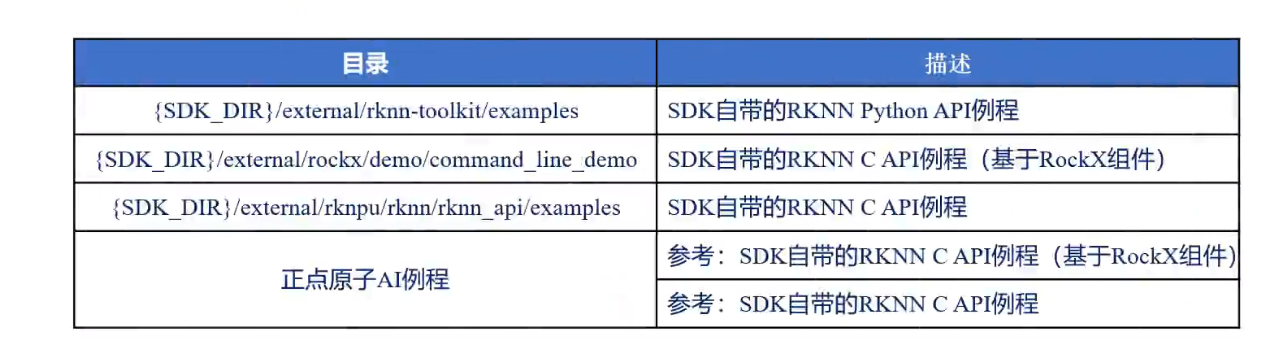 目录 描述
{SDK_DIR}/external/rknn-toolkit/examples SDK自带的RKNN Python API例程
{SDK_DIR}/external/rockx/demo/command_line_demo SDK自带的RKNN C API例程（基于RockX组件）
{SDK_DIR}/external/rknpu/rknn/rknn_api/examples SDK自带的RKNN C API例程
正点原子AI例程
参考：SDK自带的RKNN C API例程（基于RockX组件）
参考：SDK自带的RKNN C API例程